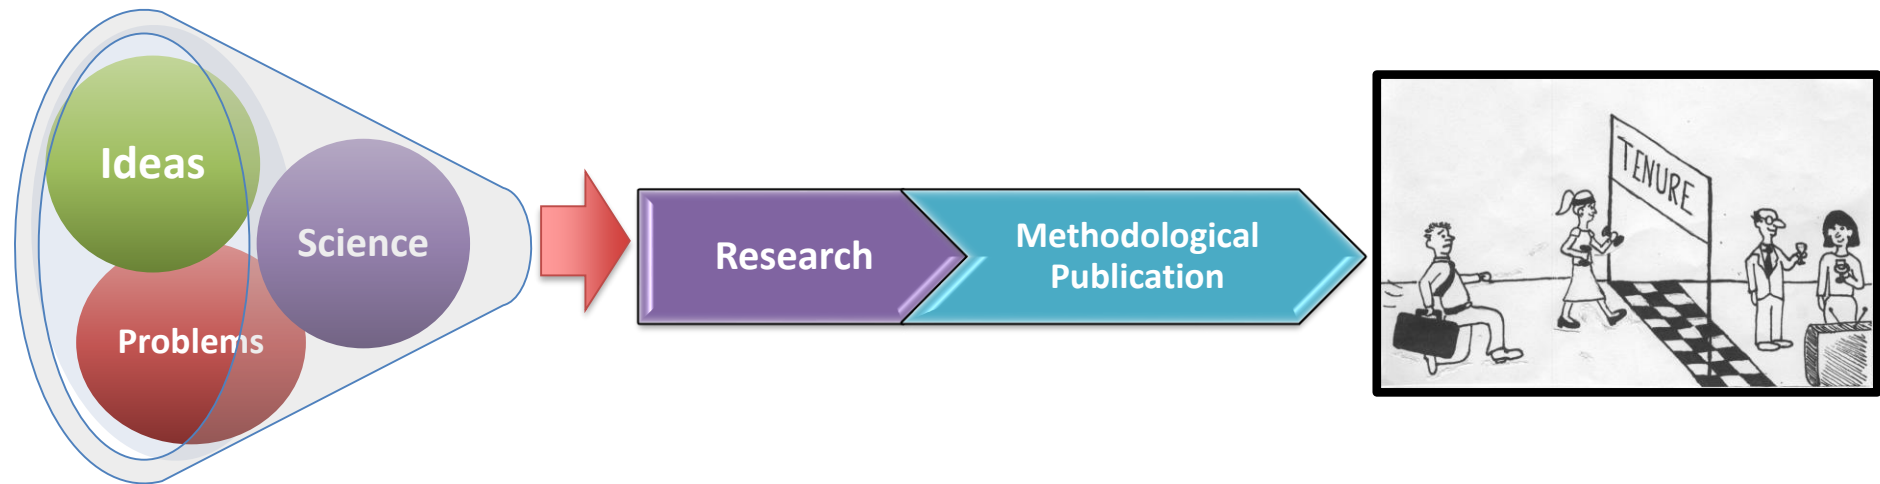 Ideas
Science
Problems
Research
Methodological
Publication
TENURE